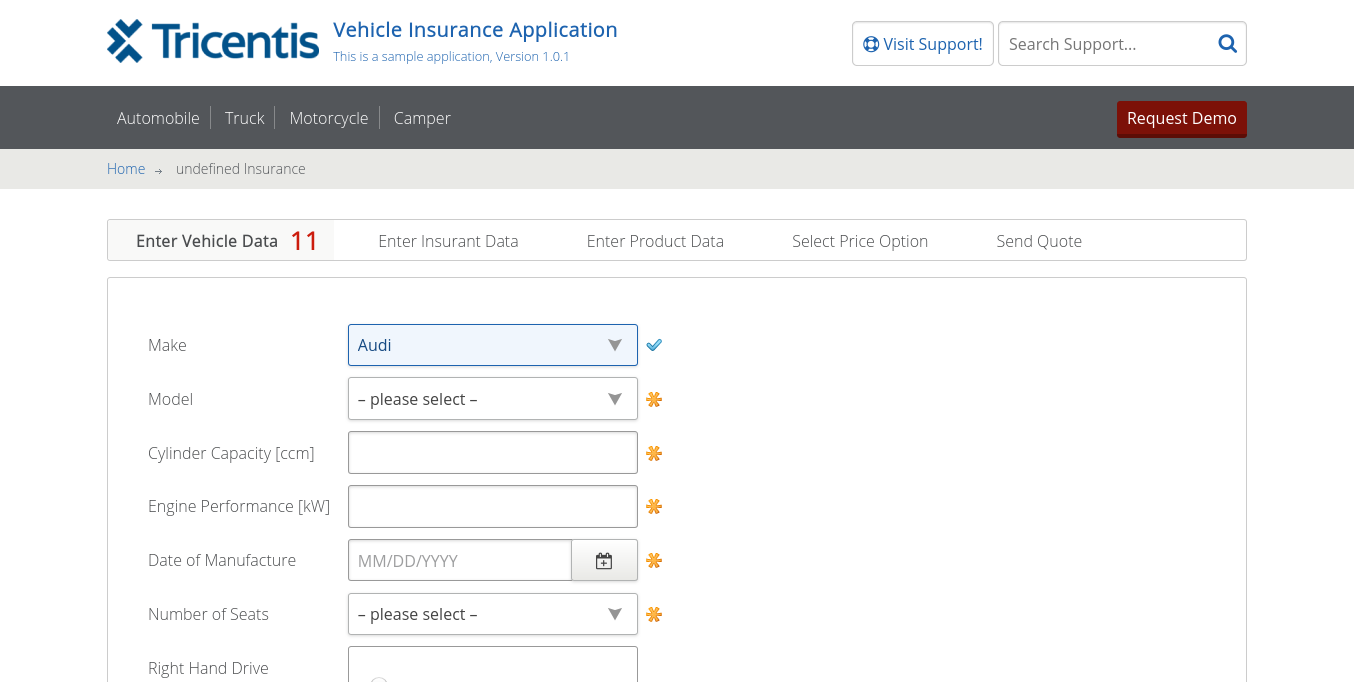 Tricentis
Vehicle Insurance Application
This is a sample application, Version 1.0.1
Visit Support!
Search Support...
Automobile
Truck
Motorcycle
Camper
Request Demo
Home
undefined Insurance
Enter Vehicle Data 11
Enter Insurant Data
Enter Product Data
Select Price Option
Send Quote
Make
Audi
Model
– please select –
Cylinder Capacity [ccm]
Engine Performance [kW]
Date of Manufacture
MM/DD/YYYY
Number of Seats
– please select –
Right Hand Drive